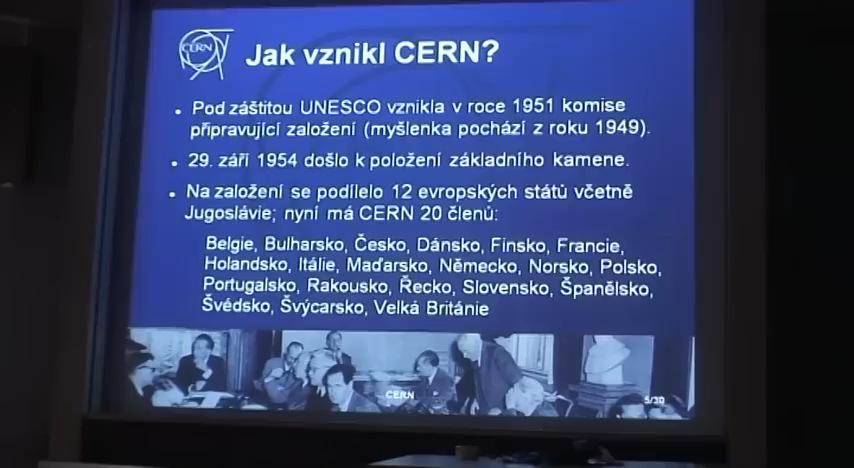 CERN
Jak vznikl CERN?
• Pod záštitou UNESCO vznikla v roce 1951 komise
připravující založení (myšlenka pochází z roku 1949).
• 29. září 1954 došlo k položení základního kamene.
• Na založení se podílelo 12 evropských států včetně
Jugoslávie; nyní má CERN 20 členů:
Belgie, Bulharsko, Česko, Dánsko, Finsko, Francie,
Holandsko, Itálie, Maďarsko, Německo, Norsko, Polsko,
Portugalsko, Rakousko, Řecko, Slovensko, Španělsko,
Švédsko, Švýcarsko, Velká Británie
CERN
5/30